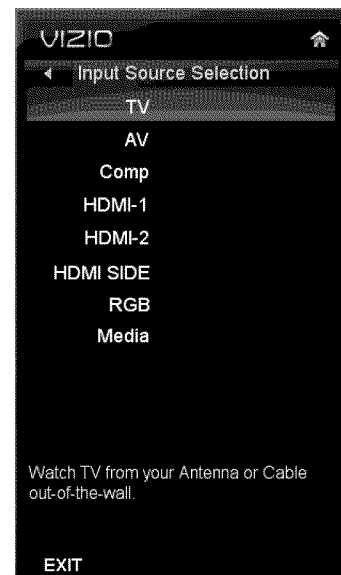 VIZIO
Input Source Selection
TV
AV
Comp
HDMI-1
HDMI-2
HDMI SIDE
RGB
Media
Watch TV from your Antenna or Cable
out-of-the-wall.
EXIT